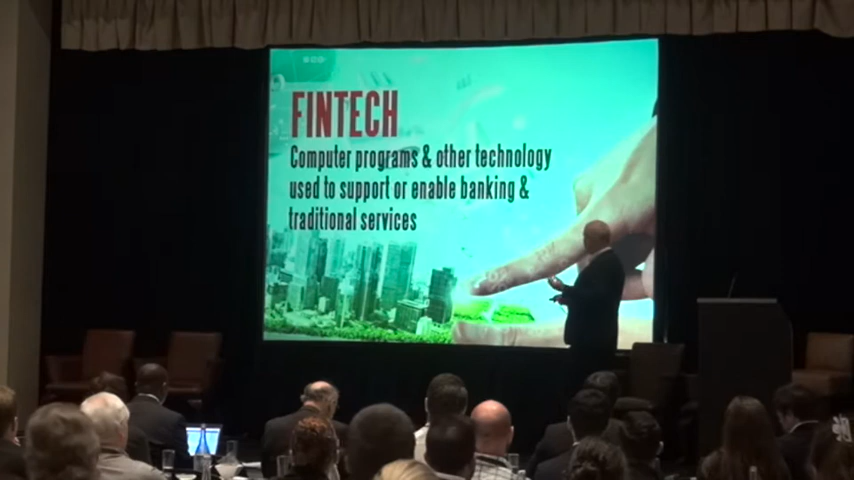 FINTECH
Computer programs & other technology
used to support or enable banking &
traditional services